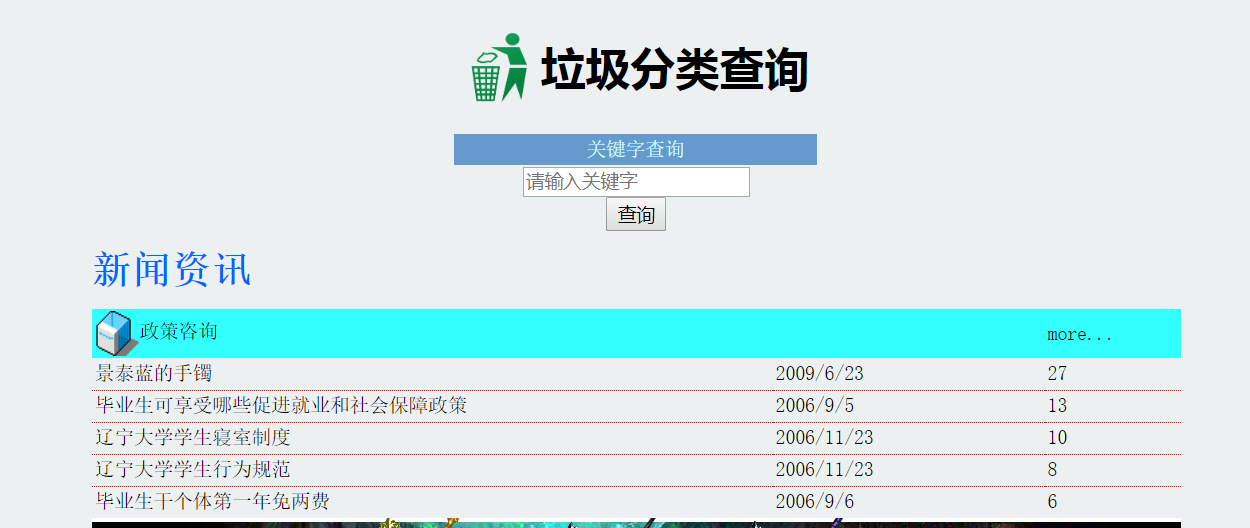 垃圾分类查询
关键字查询
请输入关键字
查询
新闻资讯
政策咨询 more...
景泰蓝的手镯 2009/6/23 27
毕业生可享受哪些促进就业和社会保障政策 2006/9/5 13
辽宁大学学生寝室制度 2006/11/23 10
辽宁大学学生行为规范 2006/11/23 8
毕业生干个体第一年免两费 2006/9/6 6